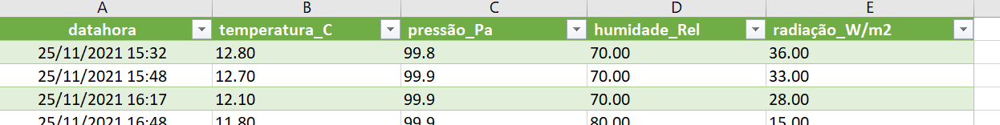 A B C D E
datahora temperatura_C pressão_Pa humidade_Rel radiação_W/m2
25/11/2021 15:32 12.80 99.8 70.00 36.00
25/11/2021 15:48 12.70 99.9 70.00 33.00
25/11/2021 16:17 12.10 99.9 70.00 28.00
25/11/2021 16:48 11.80 99.9 80.00 15.00